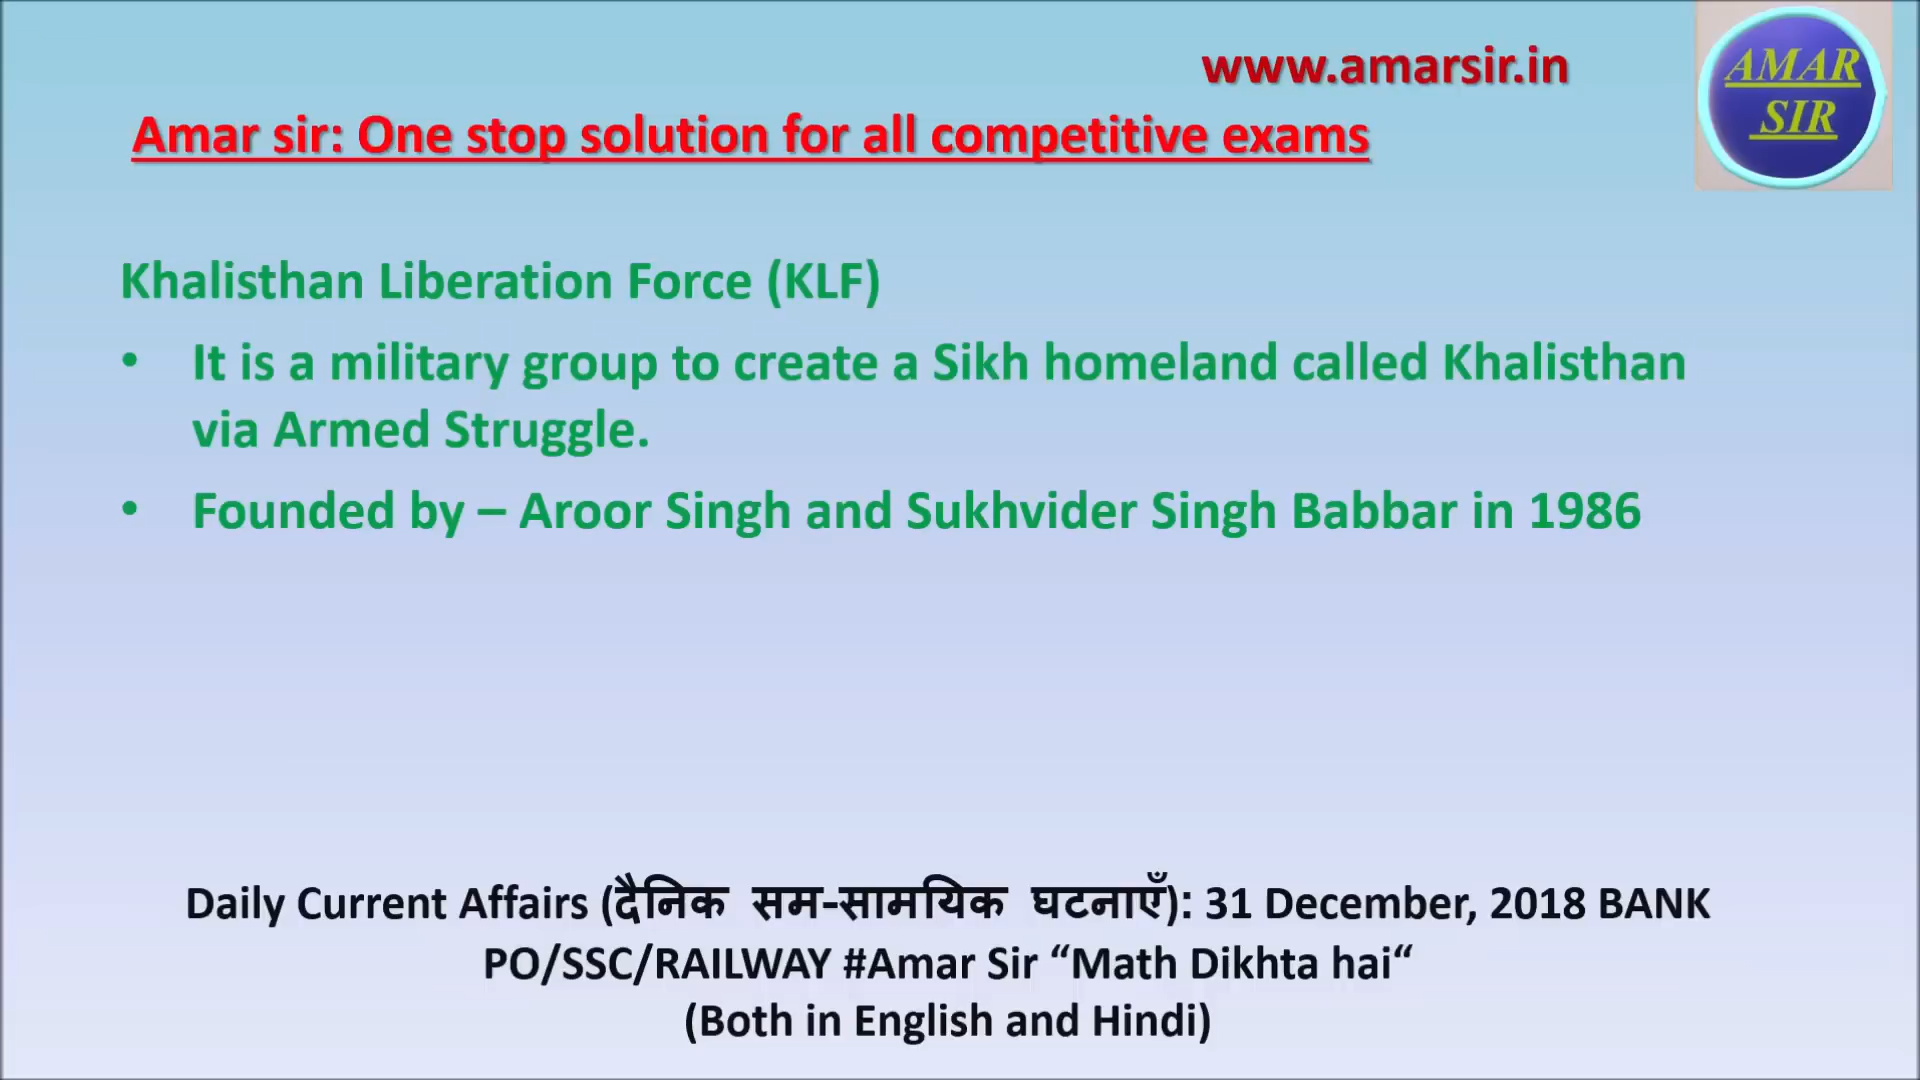 www.amarsir.in
AMAR
SIR
Amar sir: One stop solution for all competitive exams
Khalisthan Liberation Force (KLF)
• It is a military group to create a Sikh homeland called Khalisthan
via Armed Struggle.
• Founded by – Aroor Singh and Sukhvider Singh Babbar in 1986
Daily Current Affairs (दैनिक सम-सामयिक घटनाएँ): 31 December, 2018 BANK
PO/SSC/RAILWAY #Amar Sir “Math Dikhta hai“
(Both in English and Hindi)